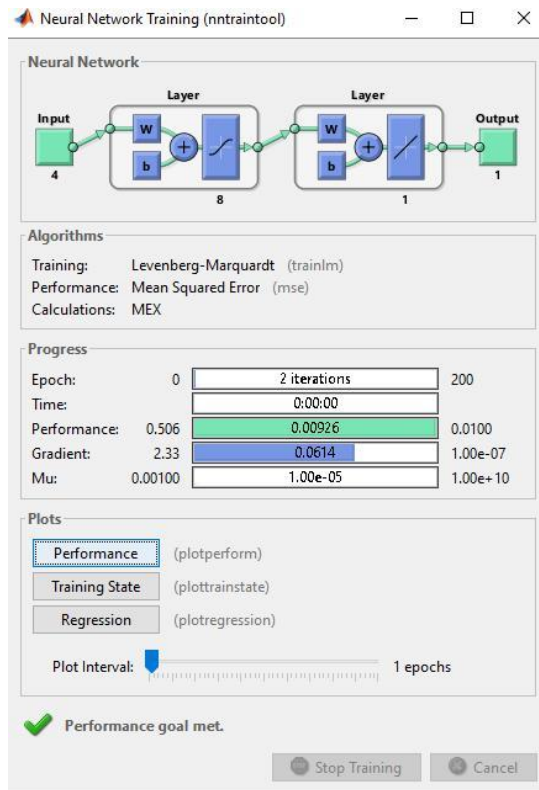 Neural Network Training (nntraintool)
Neural Network
Layer Layer
Input Output
W W
b b
4 8 1 1
Algorithms
Training: Levenberg-Marquardt (trainlm)
Performance: Mean Squared Error (mse)
Calculations: MEX
Progress
Epoch: 0 2 iterations 200
Time: 0:00:00
Performance: 0.506 0.00926 0.0100
Gradient: 2.33 0.0614 1.00e-07
Mu: 0.00100 1.00e-05 1.00e+10
Plots
Performance (plotperform)
Training State (plottrainstate)
Regression (plotregression)
Plot Interval: 1 epochs
Performance goal met.
Stop Training Cancel